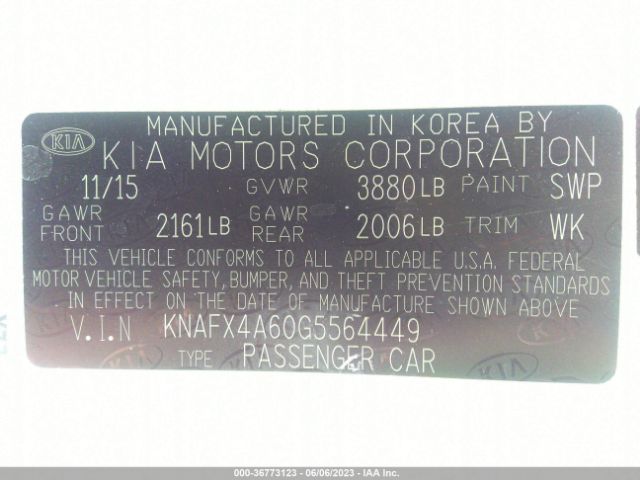 MANUFACTURED IN KOREA BY
KIA KIA MOTORS CORPORATION
11/15 GVWR 3880LB PAINT SWP
GAWR FRONT 2161LB GAWR REAR 2006LB TRIM WK
THIS VEHICLE CONFORMS TO ALL APPLICABLE U.S.A. FEDERAL
MOTOR VEHICLE SAFETY, BUMPER, AND THEFT PREVENTION STANDARDS
IN EFFECT ON THE DATE OF MANUFACTURE SHOWN ABOVE
V.I.N KNAFX4A60G5564449
TYPE PASSENGER CAR
000-36773123 - 06/06/2023 - IAA Inc.